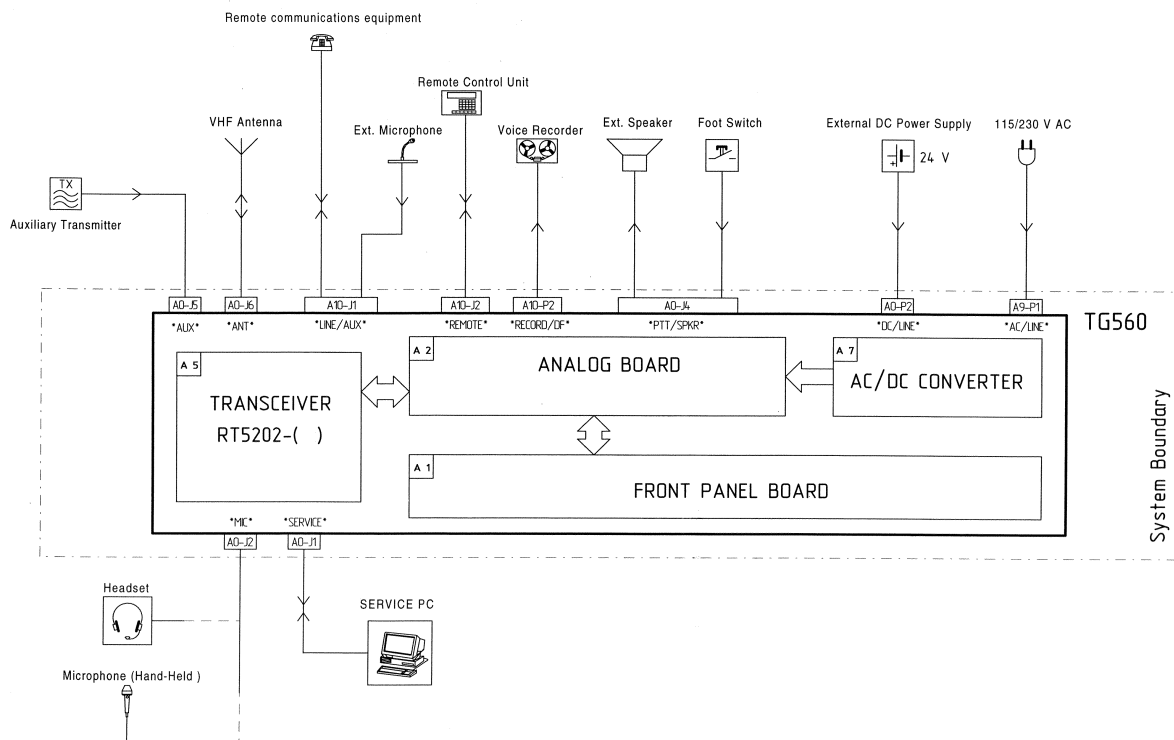 Remote communications equipment
Remote Control Unit
VHF Antenna
Ext. Microphone
Voice Recorder
Ext. Speaker
Foot Switch
External DC Power Supply
115/230 V AC
TX
+
24 V
Auxiliary Transmitter
A0-J5
A0-J6
A10-J1
A10-J2
A10-P2
A0-J4
A0-P2
A9-P1
*AUX*
*ANT*
*LINE/AUX*
*REMOTE*
*RECORD/DF*
*PTT/SPKR*
*DC/LINE*
*AC/LINE*
TG560
A 5
TRANSCEIVER
RT5202-( )
A 2
ANALOG BOARD
A 7
AC/DC CONVERTER
A 1
FRONT PANEL BOARD
System Boundary
*MIC*
*SERVICE*
A0-J2
A0-J1
Headset
SERVICE PC
Microphone (Hand-Held )